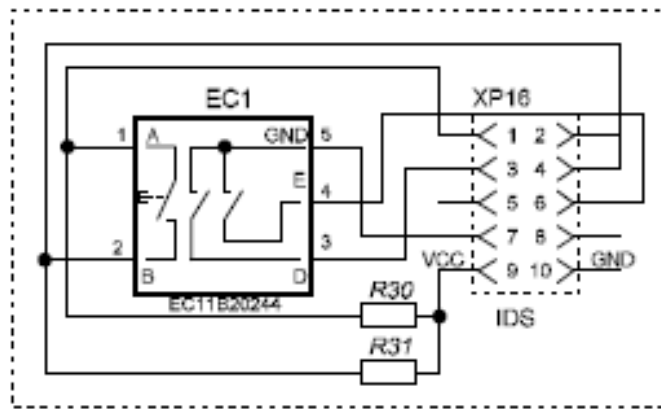 EC1
XP16
1 A GND 5
1 2
E 4
3 4
5 6
2 B D 3
7 8
VCC 9 10 GND
EC11B20244
R30
IDS
R31